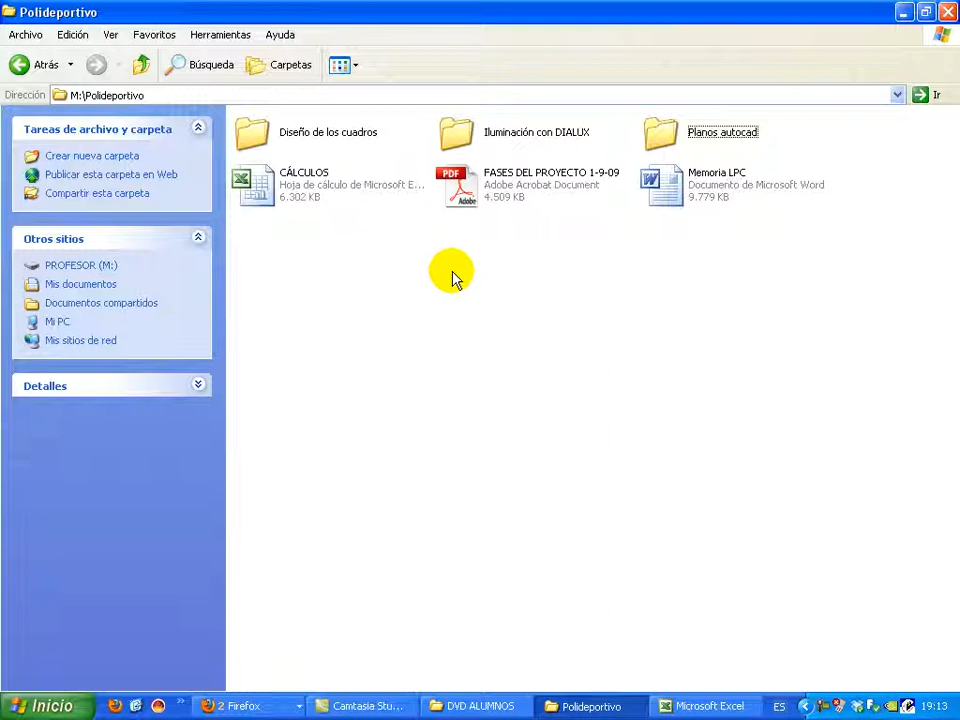 Polideportivo
Archivo Edición Ver Favoritos Herramientas Ayuda
Atrás Búsqueda Carpetas
Dirección M:\Polideportivo Ir
Tareas de archivo y carpeta
Crear nueva carpeta
Publicar esta carpeta en Web
Compartir esta carpeta
Otros sitios
PROFESOR (M:)
Mis documentos
Documentos compartidos
Mi PC
Mis sitios de red
Detalles
Diseño de los cuadros
Iluminación con DIALUX
Planos autocad
CÁLCULOS
Hoja de cálculo de Microsoft E...
6.302 KB
PDF
Adobe
FASES DEL PROYECTO 1-9-09
Adobe Acrobat Document
4.509 KB
Memoria LPC
Documento de Microsoft Word
9.779 KB
Inicio 2 Firefox Camtasia Stu... DVD ALUMNOS Polideportivo Microsoft Excel ES 19:13